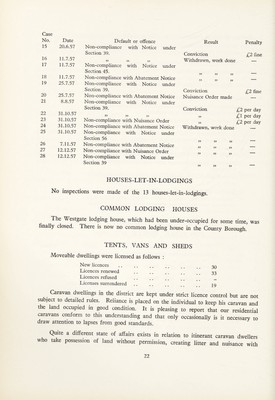 Case
No. Date Default or offence Result Penalty
15 20.6.57 Non-compliance with Notice under
Section 39. Conviction £2 fine
16 11.7.57 „ „ „ Withdrawn, work done —
17 11.7.57 Non-compliance with Notice under
Section 45. „ „ „ —
18 11.7.57 Non-compliance with Abatement Notice „ „ „ —
19 25.7.57 Non-compliance with Notice under
Section 39. Conviction £2 fine
20 25.7.57 Non-compliance with Abatement Notice Nuisance Order made —
21 9.8.57 Non-compliance with Notice under
Section 39. Conviction £2 per day
22 31.10.57 „ „ „ £1 per day
23 31.10.57 Non-compliance with Nuisance Order „ £2 per day
24 31.10.57 Non-compliance with Abatement Notice Withdrawn, work done —
25 31.10.57 Non-compliance with Notice under
Section 56 „ „ „ —
26 7.11.57 Non-compliance with Abatement Notice „ „ „ —
27 12.12.57 Non-compliance with Nuisance Order „ „ „ —
28 12.12.57 Non-compliance with Notice under
Section 39 „ „ „ —
HOUSES-LET-IN-LODGINGS
No inspections were made of the 13 houses-let-in-lodgings.
COMMON LODGING HOUSES
The Westgate lodging house, which had been under-occupied for some time, was
finally closed. There is now no common lodging house in the County Borough.
TENTS, VANS AND SHEDS
Moveable dwellings were licensed as follows :
New licences .. .. .. .. .. 30
Licences renewed .. .. .. .. 33
Licences refused .. .. .. ..
Licences surrendered .. .. .. .. 19
Caravan dwellings in the district are kept under strict licence control but are not
subject to detailed rules. Reliance is placed on the individual to keep his caravan and
the land occupied in good condition. It is pleasing to report that our residential
caravans conform to this understanding and that only occasionally is it necessary to
draw attention to lapses from good standards.
Quite a different state of affairs exists in relation to itinerant caravan dwellers
who take possession of land without permission, creating litter and nuisance with
22